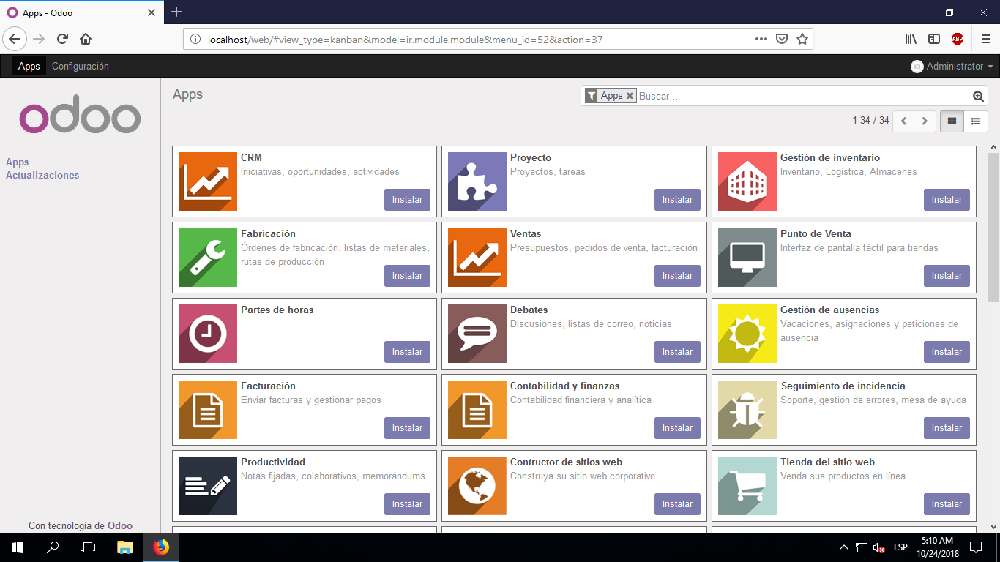 Apps - Odoo
localhost/web/#view_type=kanban&model=ir.module.module&menu_id=52&action=37
ABP
Apps Configuración Administrator
odoo
Apps
Actualizaciones
Con tecnología de Odoo
Apps
Apps Buscar...
1-34 / 34
CRM
Iniciativas, oportunidades, actividades
Instalar
Proyecto
Proyectos, tareas
Instalar
Gestión de inventario
Inventario, Logística, Almacenes
Instalar
Fabricación
Órdenes de fabricación, listas de materiales,
rutas de producción
Instalar
Ventas
Presupuestos, pedidos de venta, facturación
Instalar
Punto de Venta
Interfaz de pantalla táctil para tiendas
Instalar
Partes de horas
Instalar
Debates
Discusiones, listas de correo, noticias
Instalar
Gestión de ausencias
Vacaciones, asignaciones y peticiones de
ausencia
Instalar
Facturación
Enviar facturas y gestionar pagos
Instalar
Contabilidad y finanzas
Contabilidad financiera y analítica
Instalar
Seguimiento de incidencia
Soporte, gestión de errores, mesa de ayuda
Instalar
Productividad
Notas fijadas, colaborativos, memorándums
Instalar
Contructor de sitios web
Construya su sitio web corporativo
Instalar
Tienda del sitio web
Venda sus productos en línea
Instalar
ESP
5:10 AM
10/24/2018